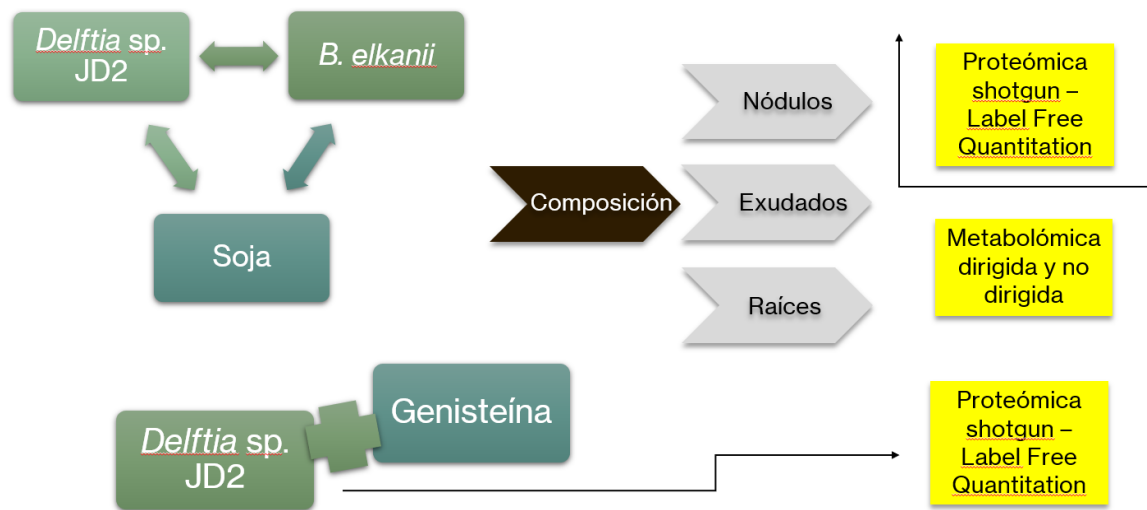 Delftia sp.
JD2
B. elkanii
Soja
Composición
Nódulos
Exudados
Raíces
Proteómica
shotgun –
Label Free
Quantitation
Metabolómica
dirigida y no
dirigida
Delftia sp.
JD2
Genisteína
Proteómica
shotgun –
Label Free
Quantitation